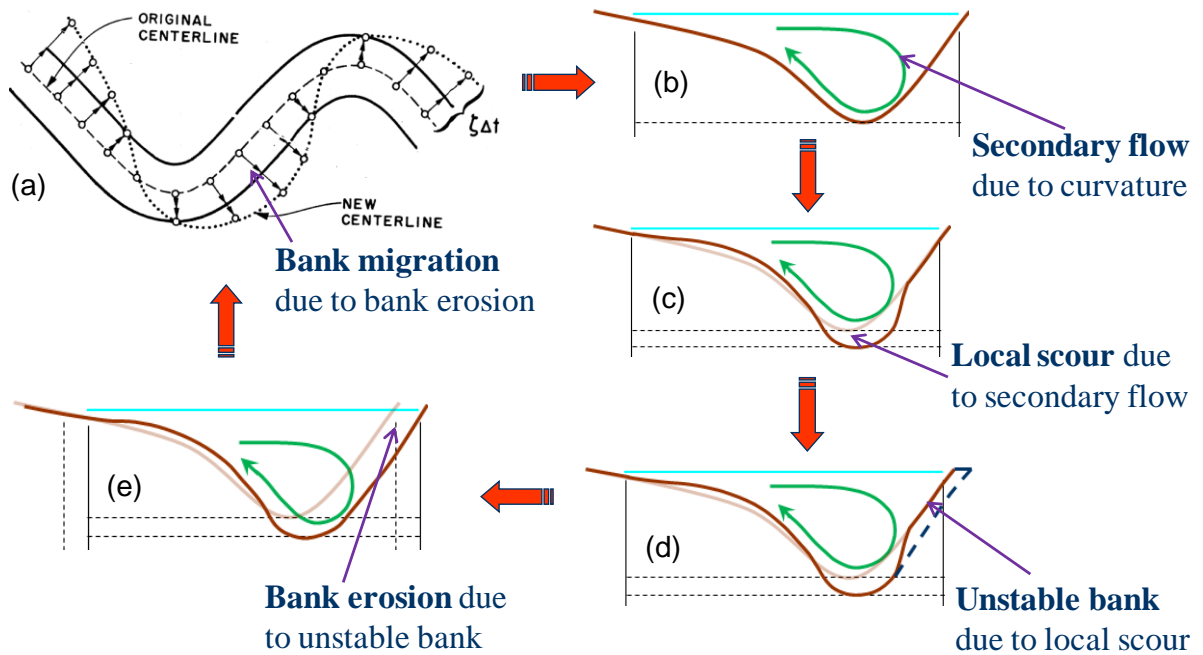 (a)
ORIGINAL
CENTERLINE
ζΔt
NEW
CENTERLINE
Bank migration
due to bank erosion
(b)
Secondary flow
due to curvature
(c)
Local scour due
to secondary flow
(d)
Unstable bank
due to local scour
(e)
Bank erosion due
to unstable bank